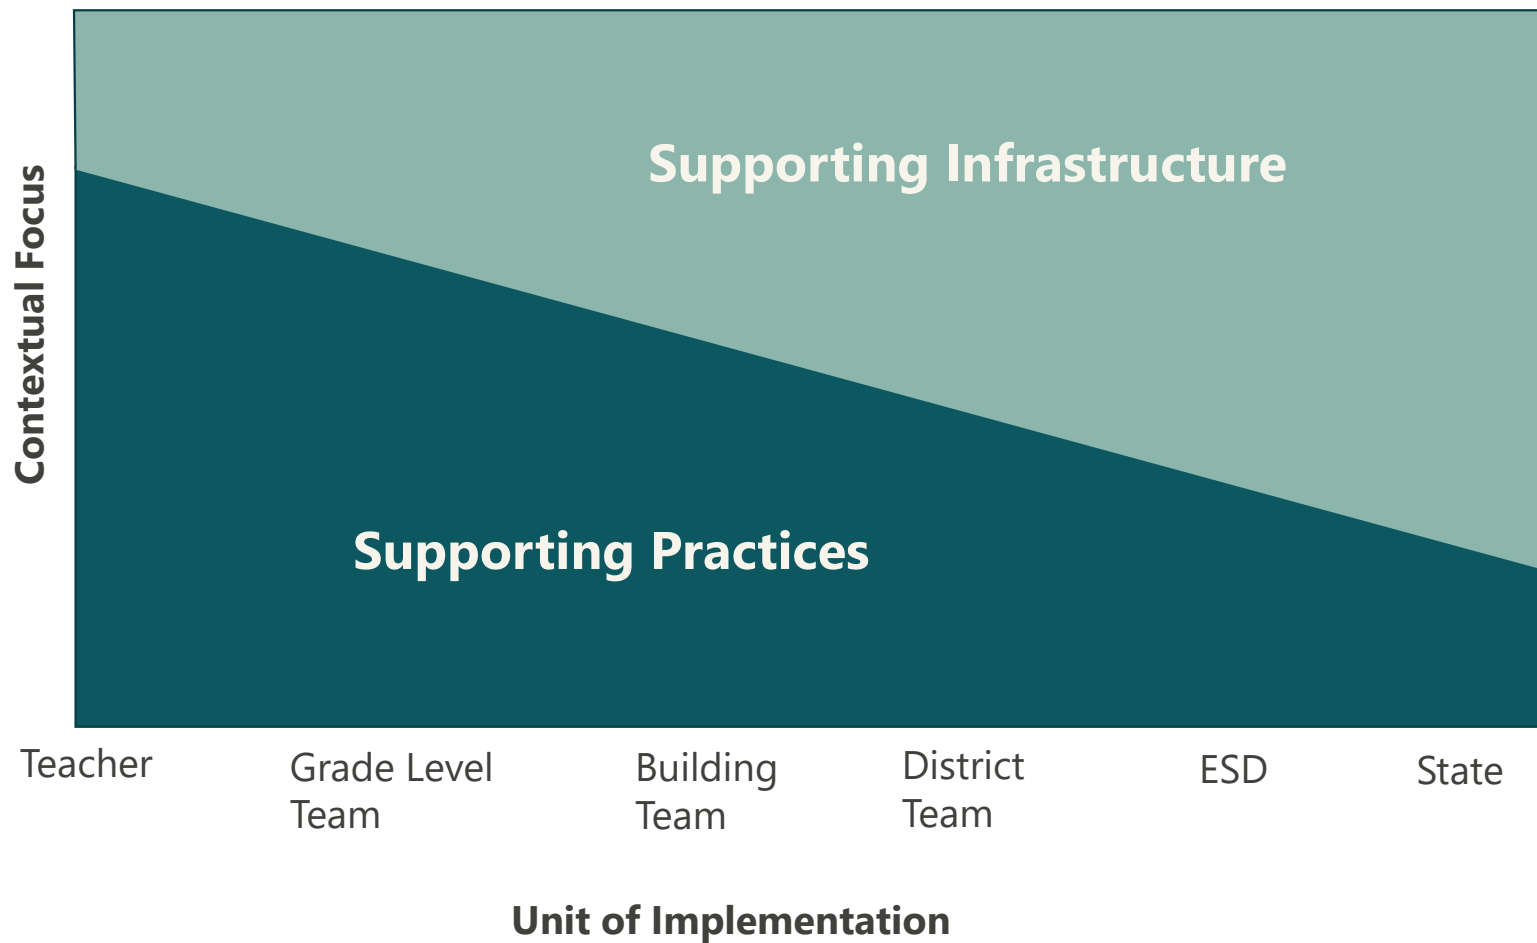 Supporting Infrastructure
Contextual Focus
Supporting Practices
Teacher
Grade Level
Team
Building
Team
District
Team
ESD
State
Unit of Implementation